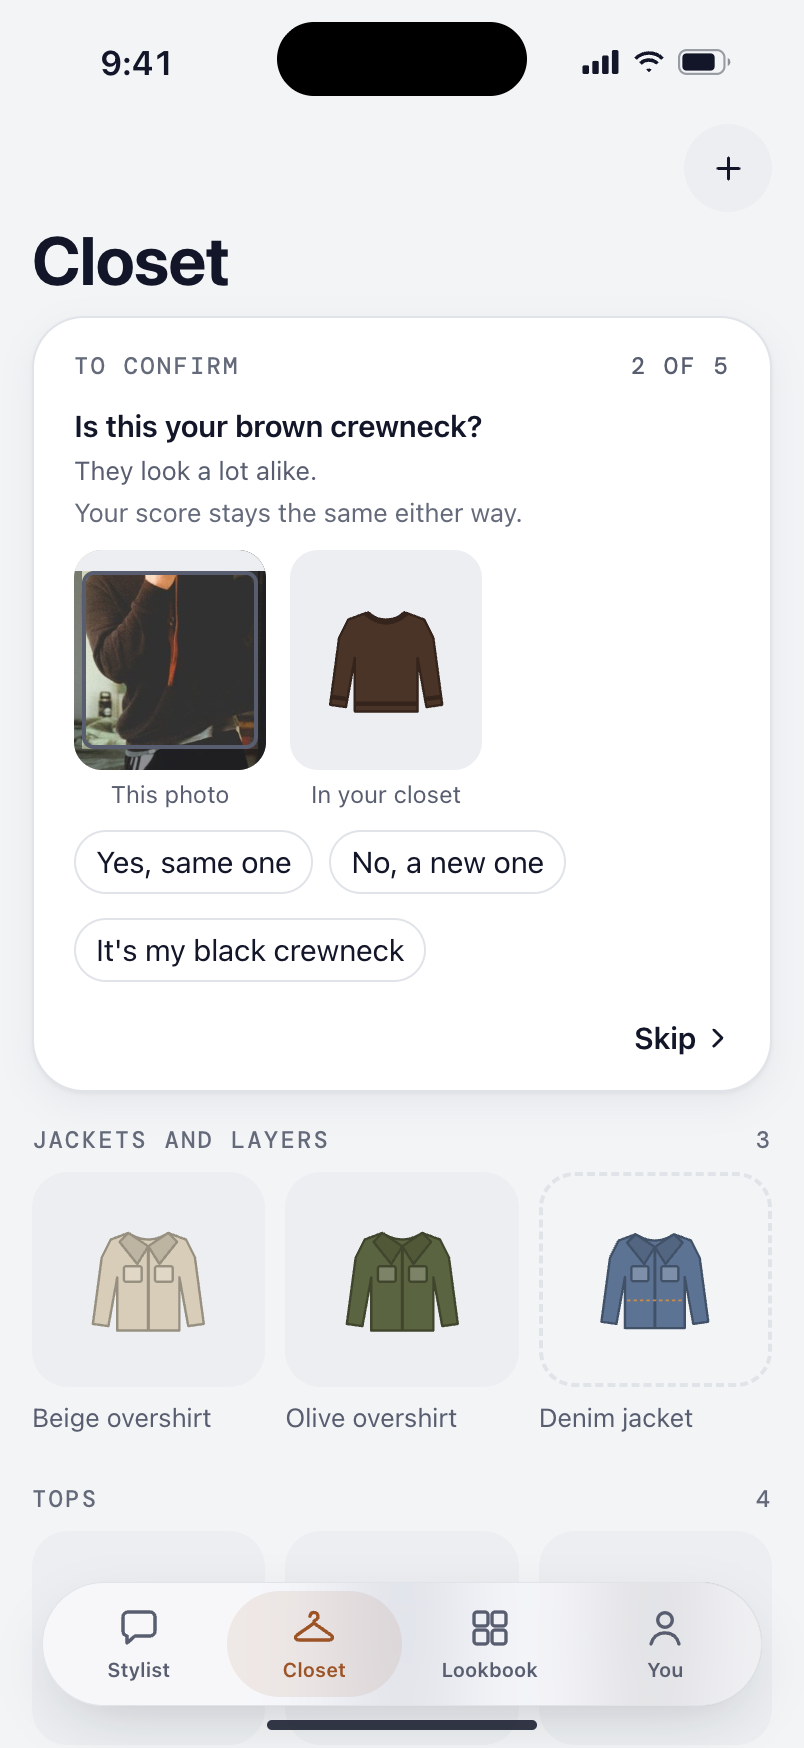 9:41
Closet
TO CONFIRM 2 OF 5
Is this your brown crewneck?
They look a lot alike.
Your score stays the same either way.
This photo In your closet
Yes, same one No, a new one
It's my black crewneck
Skip
JACKETS AND LAYERS 3
Beige overshirt Olive overshirt Denim jacket
TOPS 4
Stylist Closet Lookbook You